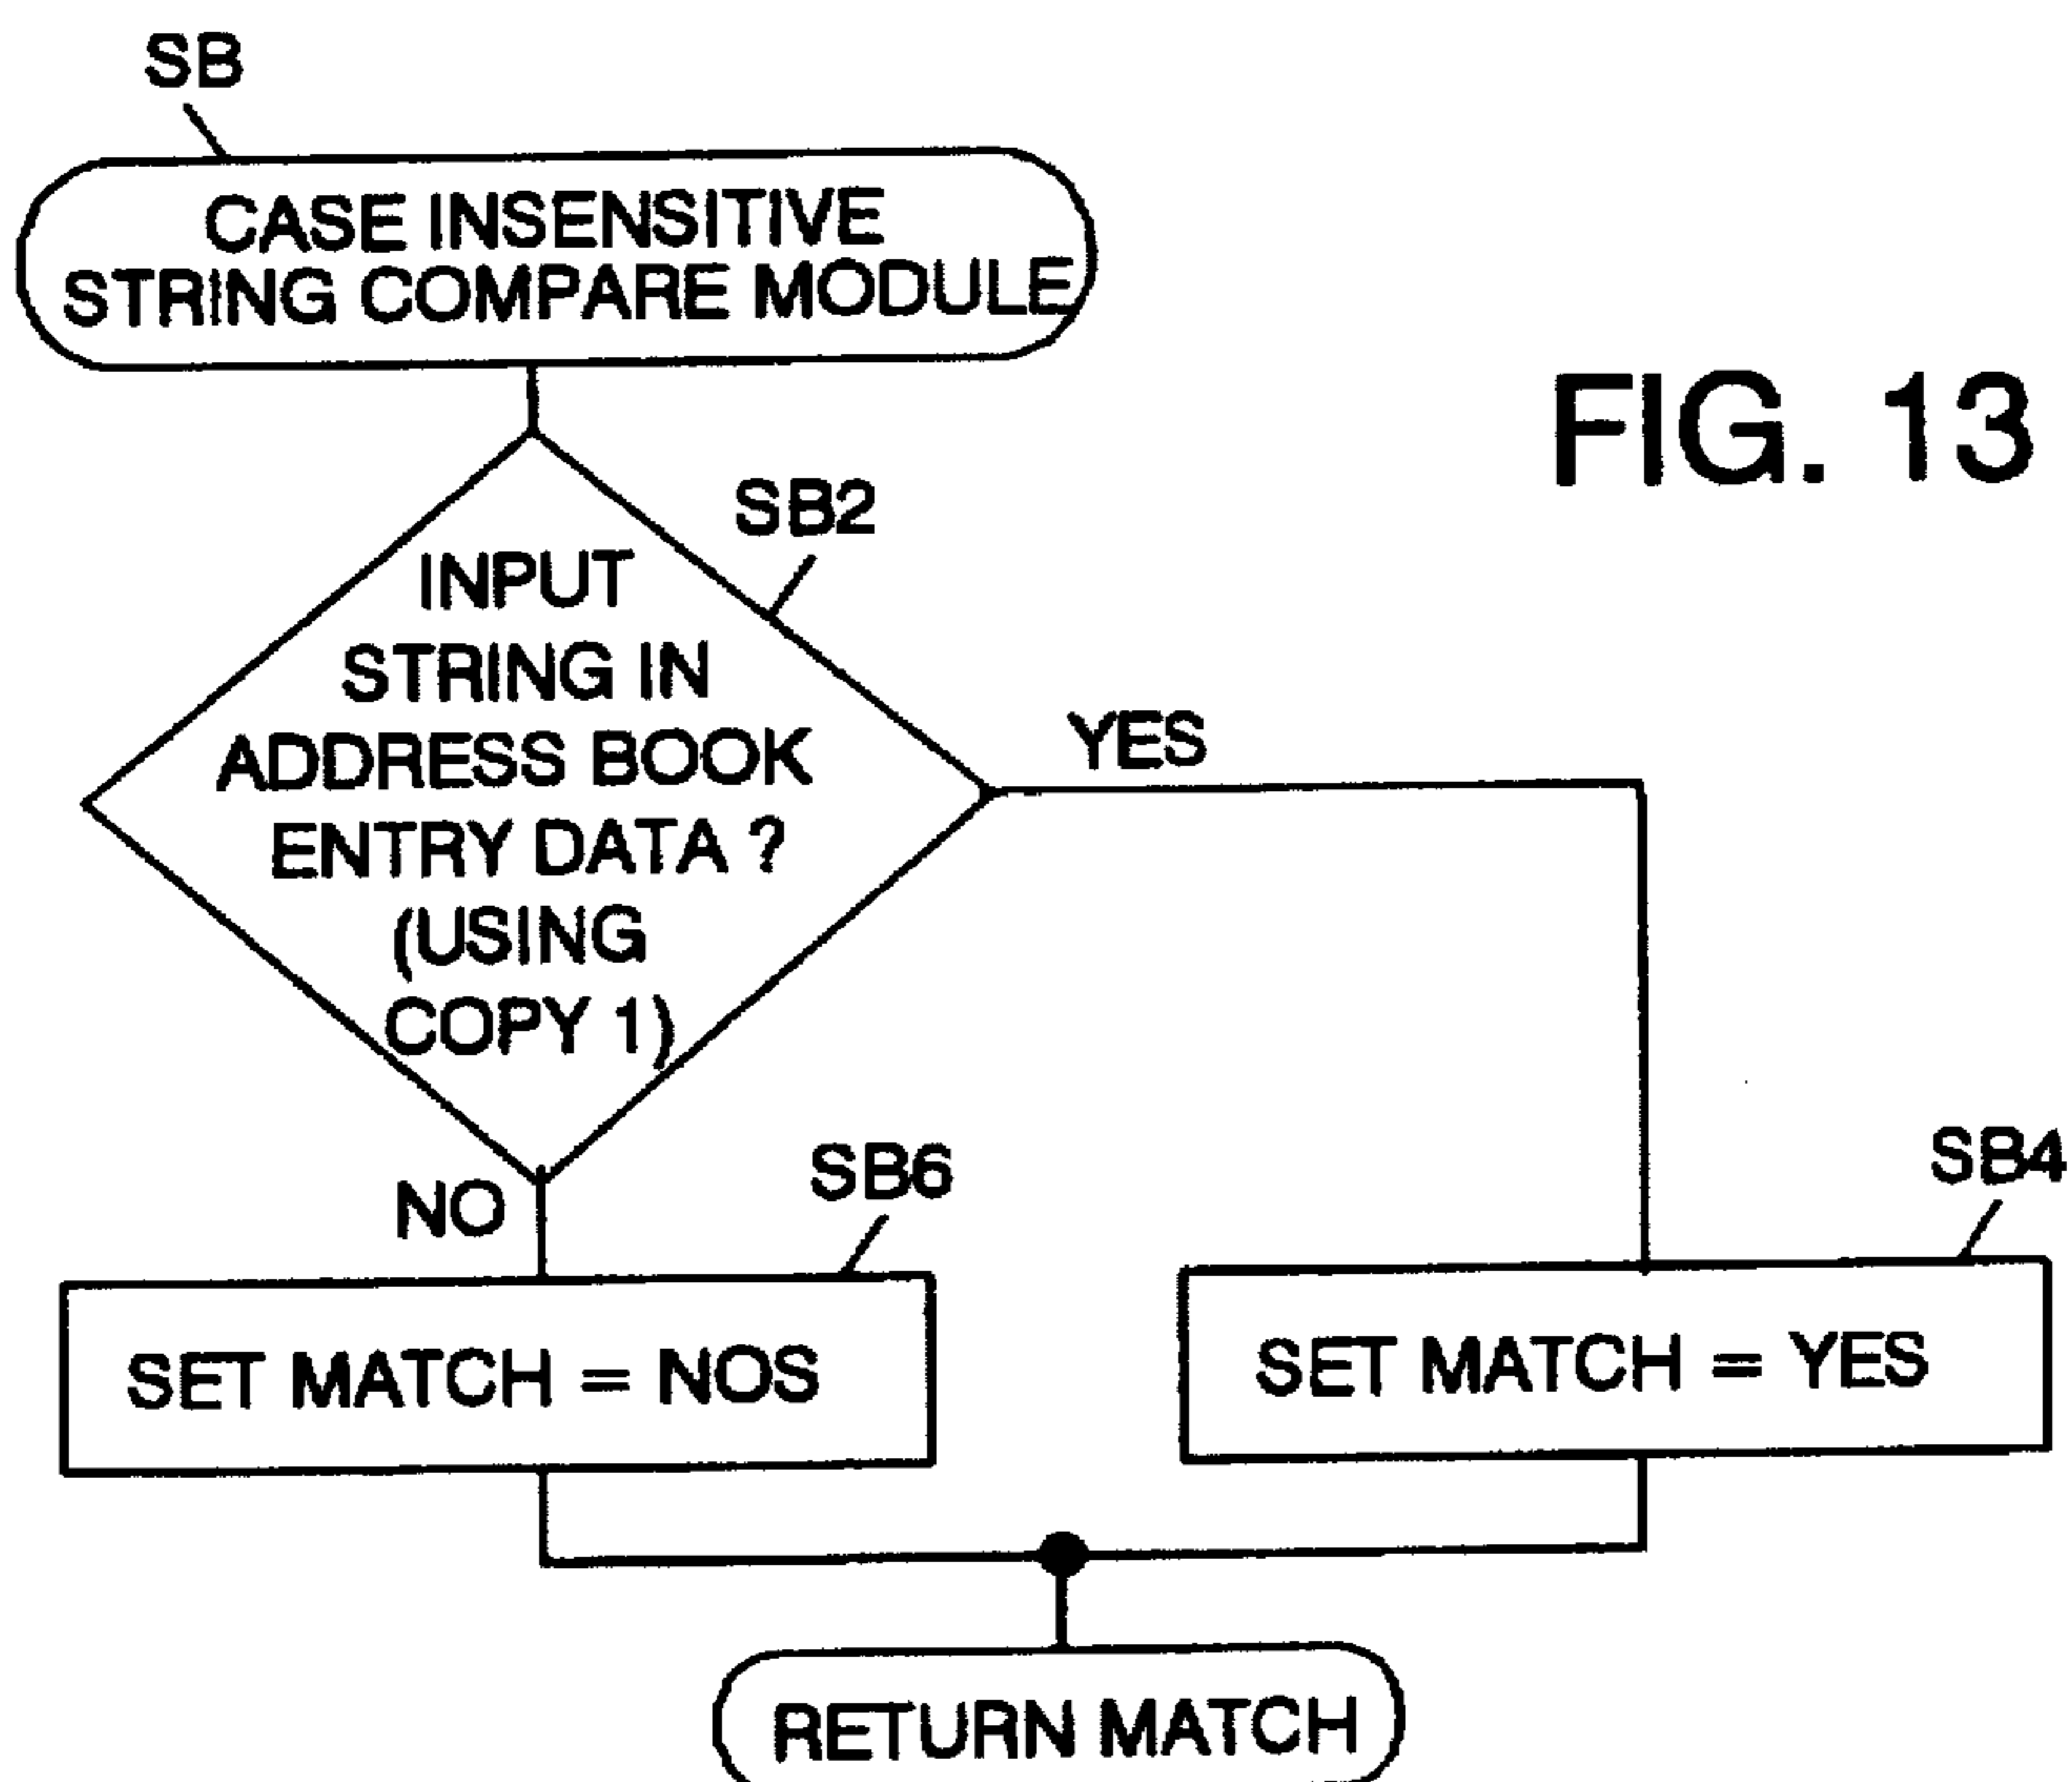 SB
CASE INSENSITIVE
STRING COMPARE MODULE
FIG. 13
SB2
INPUT
STRING IN
ADDRESS BOOK
ENTRY DATA ?
(USING
COPY 1)
YES
NO
SB6
SB4
SET MATCH = NOS
SET MATCH = YES
RETURN MATCH